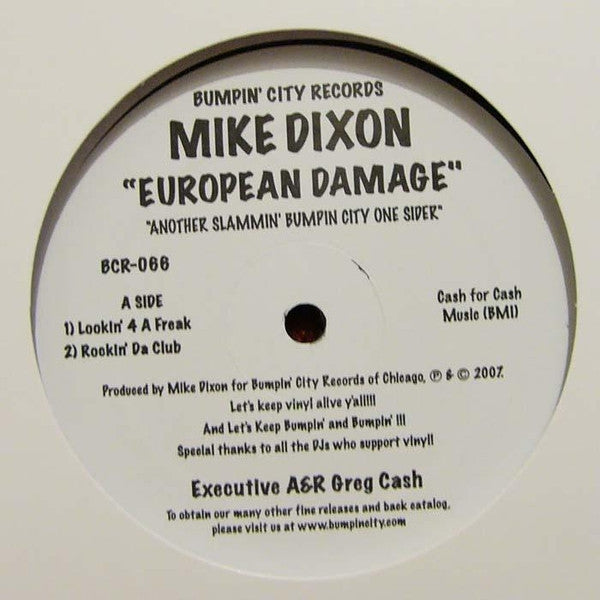 BUMPIN' CITY RECORDS
MIKE DIXON
"EUROPEAN DAMAGE"
"ANOTHER SLAMMIN' BUMPIN CITY ONE SIDER"
BCR-066
A SIDE
1) Lookin' 4 A Freak
2) Rockin' Da Club
Cash for Cash
Music (BMI)
Produced by Mike Dixon for Bumpin' City Records of Chicago, ℗ & © 2007.
Let's keep vinyl alive y'all!!!!
And Let's Keep Bumpin' and Bumpin' !!!
Special thanks to all the DJs who support vinyl!
Executive A&R Greg Cash
To obtain our many other fine releases and back catalog,
please visit us at www.bumpincity.com